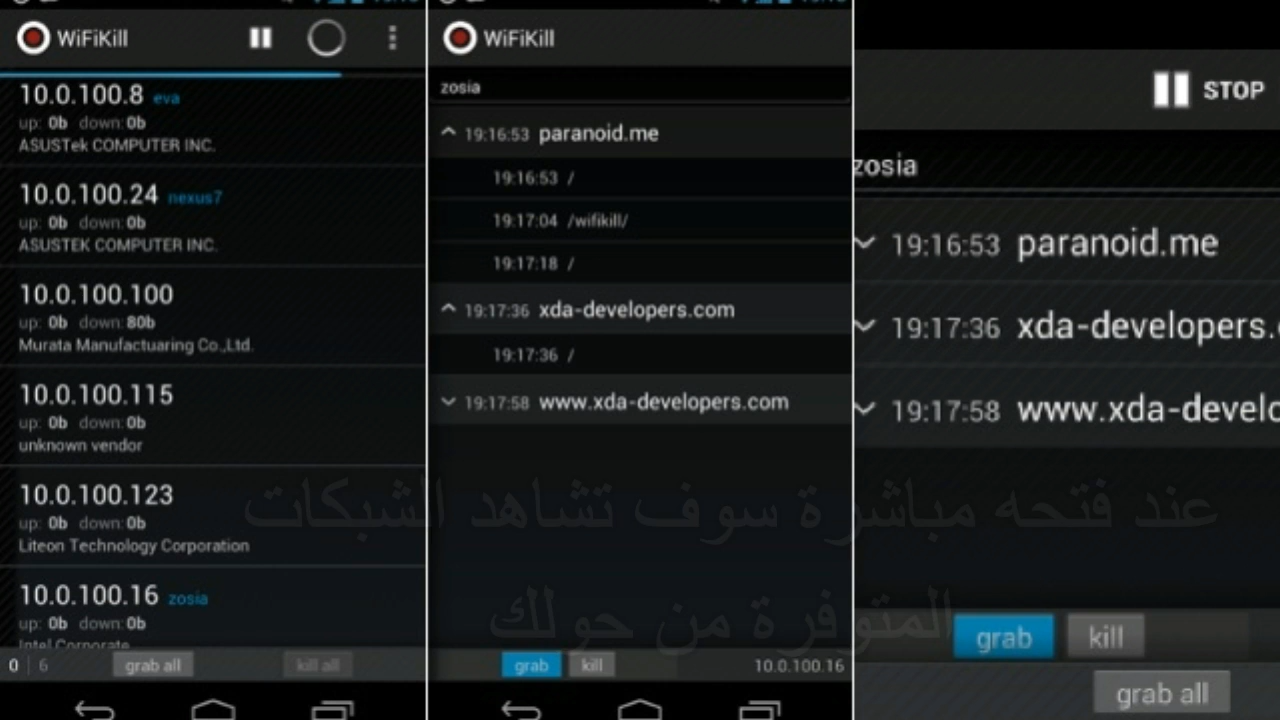 WiFiKill
10.0.100.8 eva
up: 0b down: 0b
ASUSTek COMPUTER INC.
10.0.100.24 nexus7
up: 0b down: 0b
ASUSTEK COMPUTER INC.
10.0.100.100
up: 0b down: 80b
Murata Manufactuaring Co.,Ltd.
10.0.100.115
up: 0b down: 0b
unknown vendor
10.0.100.123
up: 0b down: 0b
Liteon Technology Corporation
10.0.100.16 zosia
up: 0b down: 0b
Intel Corporate
0 | 6 grab all kill all
WiFiKill
zosia
19:16:53 paranoid.me
19:16:53 /
19:17:04 /wifikill/
19:17:18 /
19:17:36 xda-developers.com
19:17:36 /
19:17:58 www.xda-developers.com
grab kill 10.0.100.16
STOP
zosia
19:16:53 paranoid.me
19:17:36 xda-developers.
19:17:58 www.xda-develo
grab kill
grab all
عند فتحه مباشرة سوف تشاهد الشبكات
المتوفرة من حولك